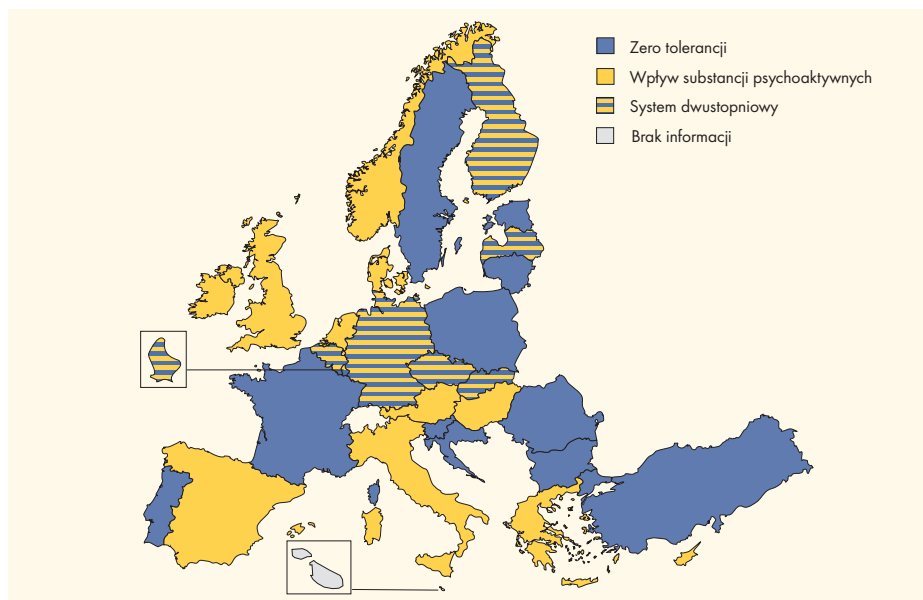 Zero tolerancji
Wpływ substancji psychoaktywnych
System dwustopniowy
Brak informacji